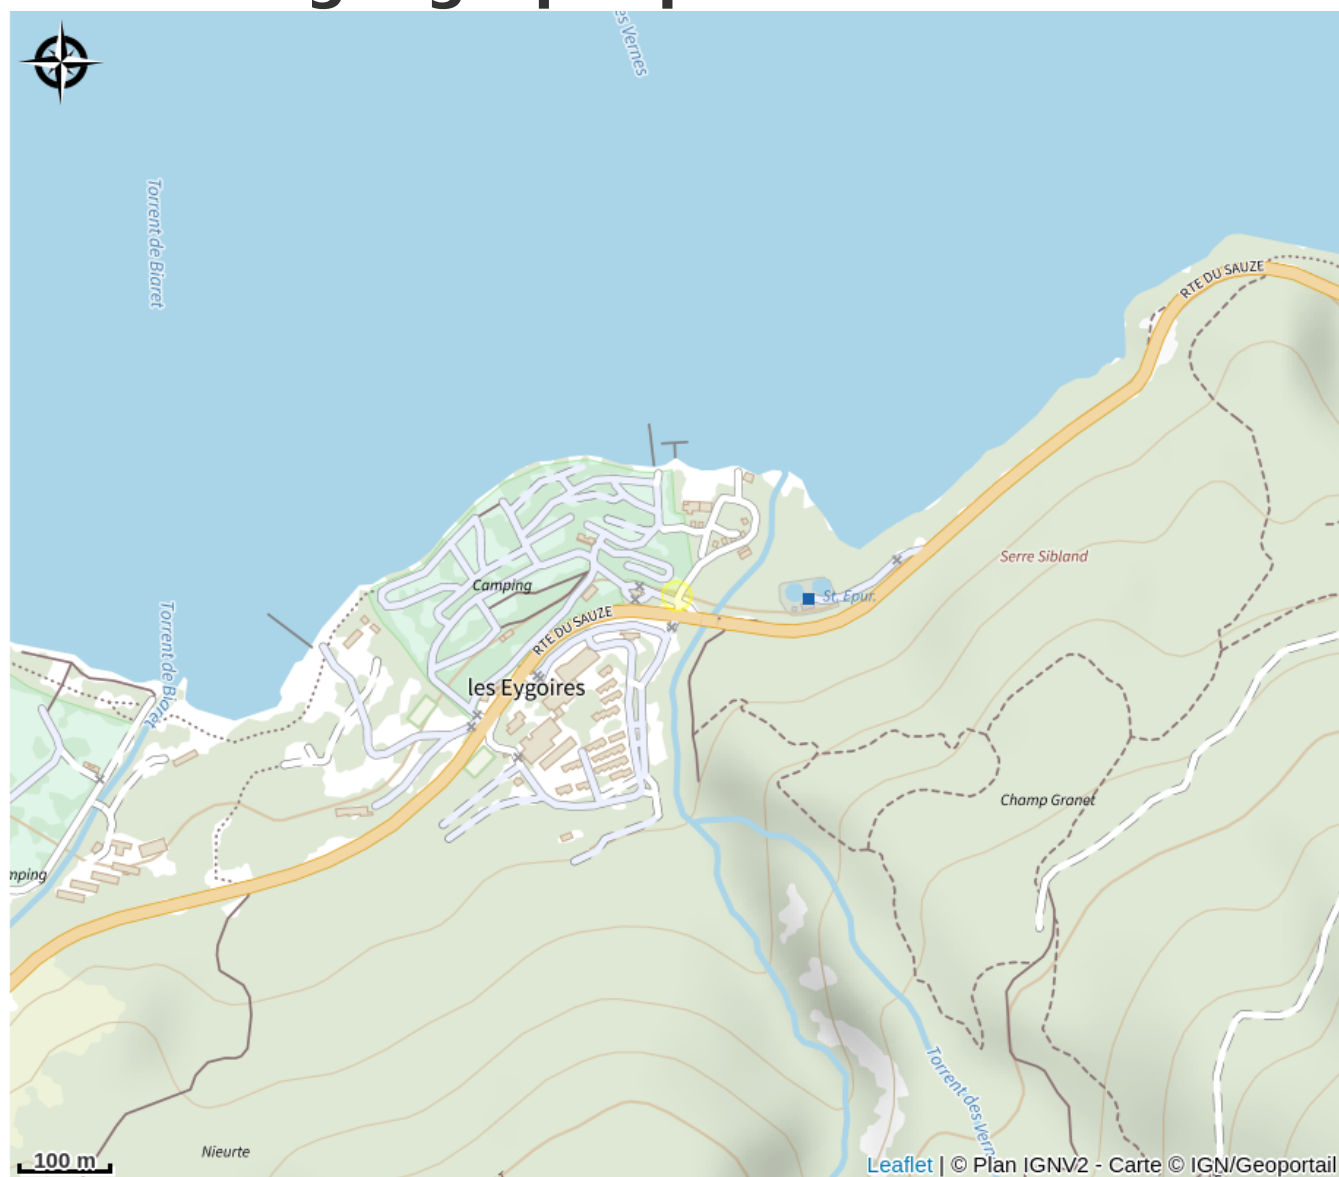 es Vernes
Torrent de Biaret
RTE DU SAUZE
Serre Sibland
Camping
St. Epur.
RTE DU SAUZE
les Eygoires
Torrent de Biaret
Champ Granet
mping
Torrent des Vern
Nieurte
100 m
Leaflet | © Plan IGNV2 - Carte © IGN/Geoportail